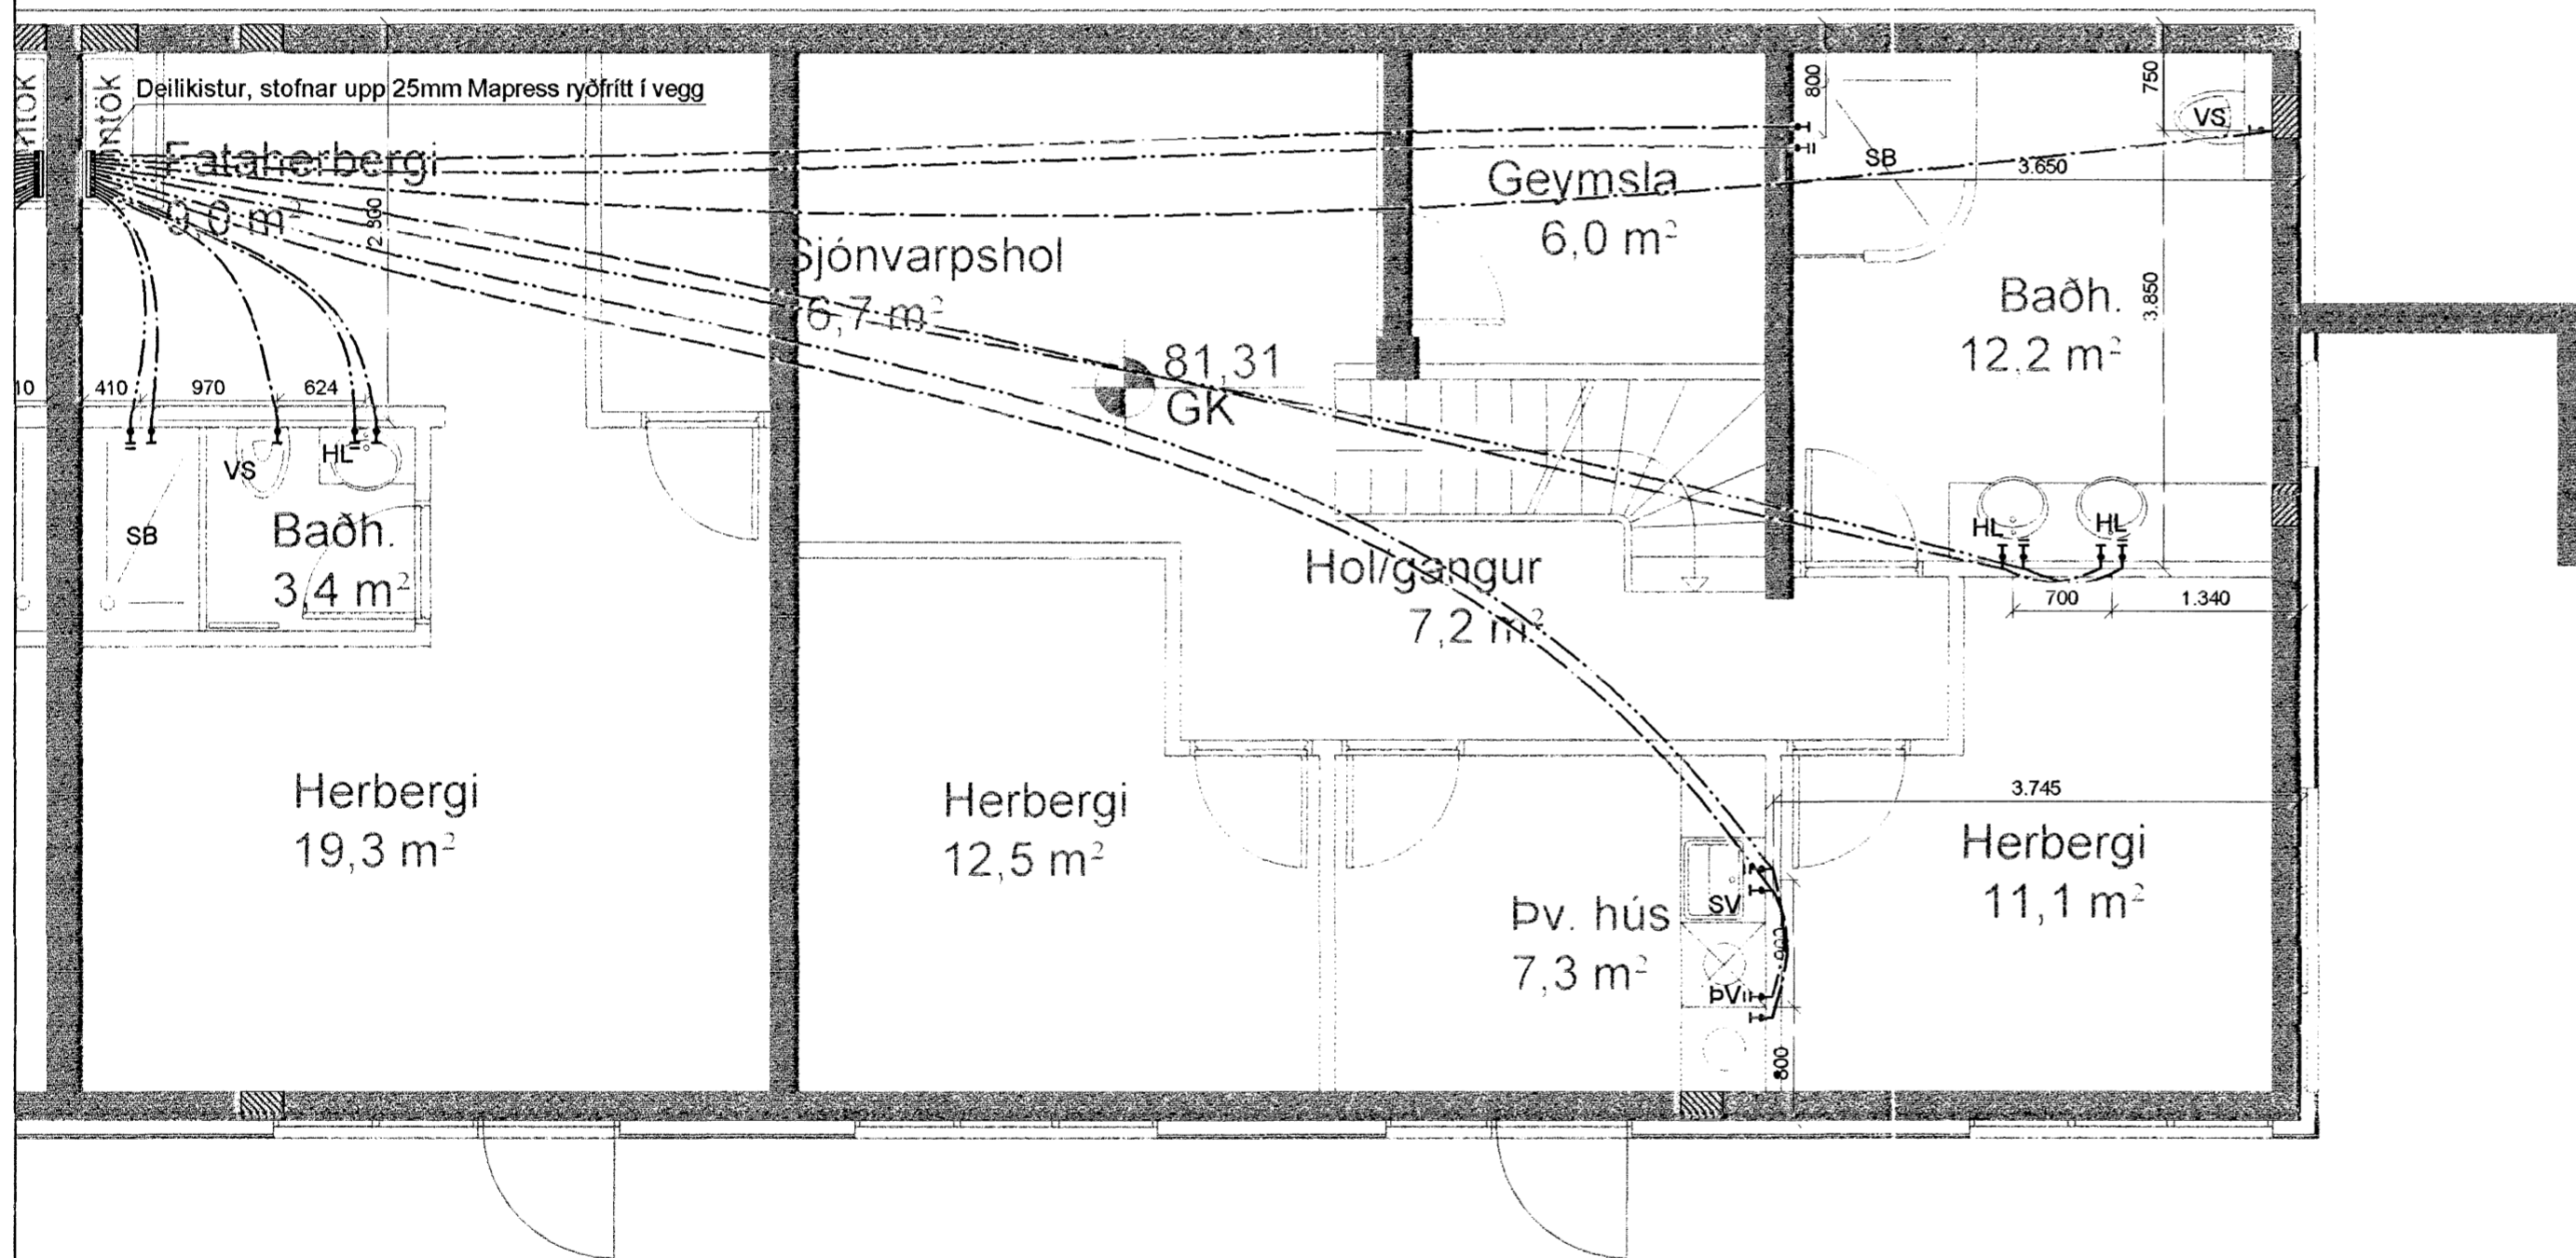 Deilikistur, stofnar upp 25mm Mapress ryðfrítt í vegg
Fataherbergi
9,0 m²
2.800
410
970
624
10
VS
HL
SB
Baðh.
3,4 m²
Herbergi
19,3 m²
Sjónvarpshol
6,7 m²
81,31
GK
Geymsla
6,0 m²
800
750
VS
SB
3.650
3.850
Baðh.
12,2 m²
HL
HL
700
1.340
Hol/gangur
7,2 m²
Herbergi
12,5 m²
Þv. hús
7,3 m²
SV
900
ÞV
800
3.745
Herbergi
11,1 m²